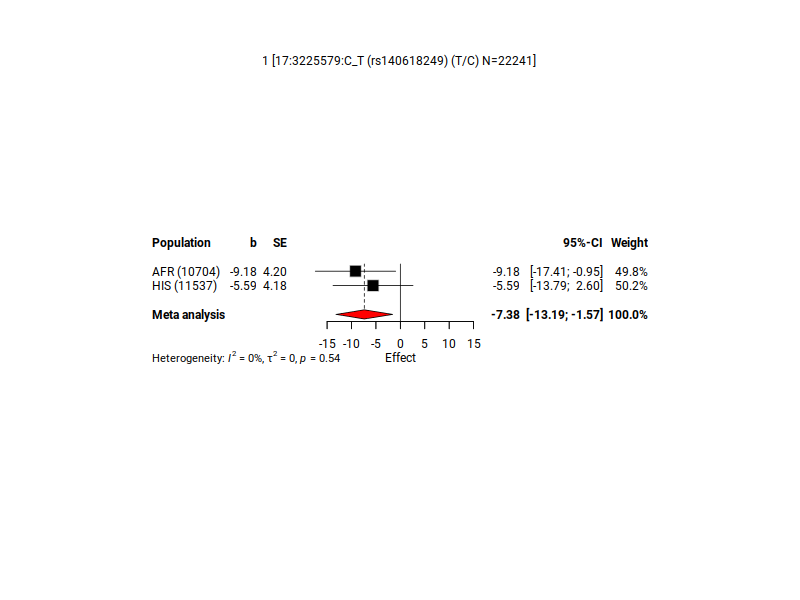 1 [17:3225579:C_T (rs140618249) (T/C) N=22241]
Population b SE 95%-CI Weight
AFR (10704) -9.18 4.20 -9.18 [-17.41; -0.95] 49.8%
HIS (11537) -5.59 4.18 -5.59 [-13.79; 2.60] 50.2%
Meta analysis -7.38 [-13.19; -1.57] 100.0%
-15 -10 -5 0 5 10 15
Heterogeneity: I² = 0%, τ² = 0, p = 0.54 Effect